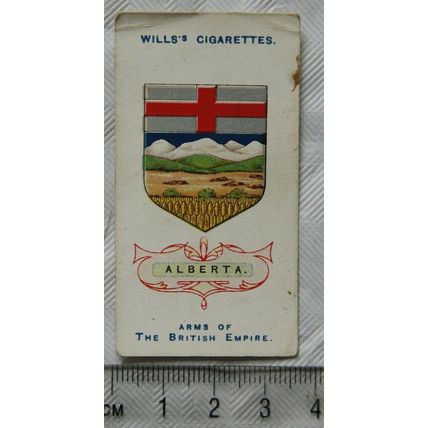 WILLS'S CIGARETTES.
ALBERTA.
ARMS OF
THE BRITISH EMPIRE.
CM 1 2 3 4